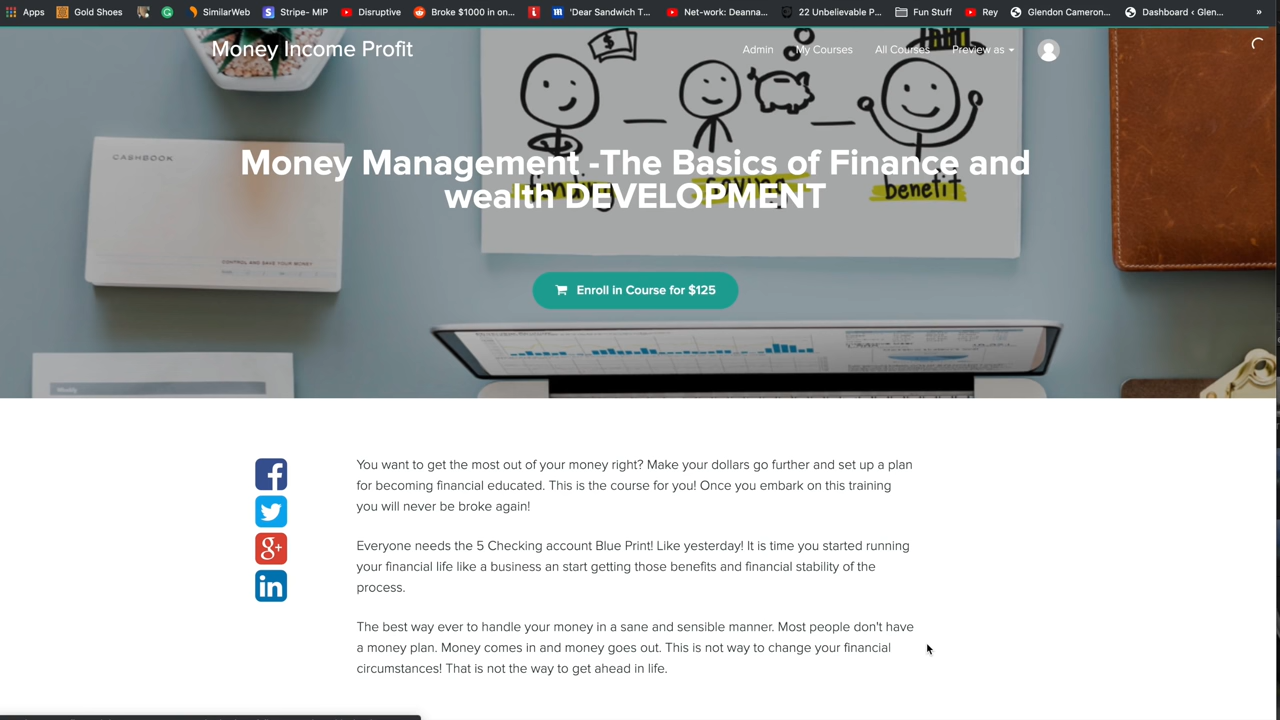 Apps Gold Shoes SimilarWeb Stripe- MIP Disruptive Broke $1000 in on... 'Dear Sandwich T... Net-work: Deanna... 22 Unbelievable P... Fun Stuff Rey Glendon Cameron... Dashboard ‹ Glen... »
Money Income Profit
Admin My Courses All Courses Preview as
CASHBOOK
Money Management -The Basics of Finance and
wealth DEVELOPMENT
saving
benefit
CONTROL AND SAVE YOUR MONEY
Enroll in Course for $125
Weekly
You want to get the most out of your money right? Make your dollars go further and set up a plan
for becoming financial educated. This is the course for you! Once you embark on this training
you will never be broke again!
Everyone needs the 5 Checking account Blue Print! Like yesterday! It is time you started running
your financial life like a business an start getting those benefits and financial stability of the
process.
The best way ever to handle your money in a sane and sensible manner. Most people don't have
a money plan. Money comes in and money goes out. This is not way to change your financial
circumstances! That is not the way to get ahead in life.